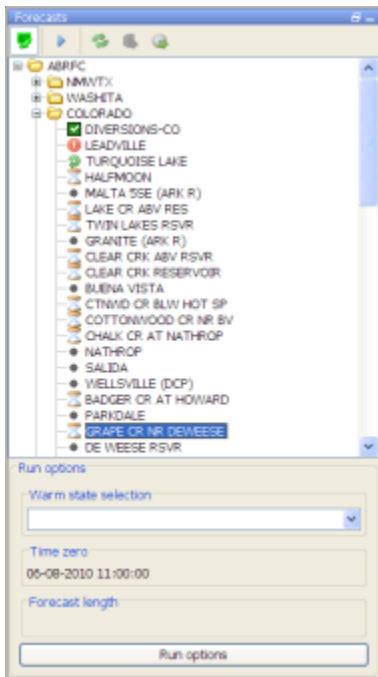 Forecasts
ABRFC
NMWTX
WASHITA
COLORADO
DIVERSIONS-CO
LEADVILLE
TURQUOISE LAKE
HALFMOON
MALTA 5SE (ARK R)
LAKE CR ABV RES
TWIN LAKES RSVR
GRANITE (ARK R)
CLEAR CRK ABV RSVR
CLEAR CRK RESERVOIR
BUENA VISTA
CTNWD CR BLW HOT SP
COTTONWOOD CR NR BV
CHALK CR AT NATHROP
NATHROP
SALIDA
WELLSVILLE (DCP)
BADGER CR AT HOWARD
PARKDALE
GRAPE CR NR DEWEESE
DE WEESE RSVR
Run options
Warm state selection
Time zero
06-08-2010 11:00:00
Forecast length
Run options